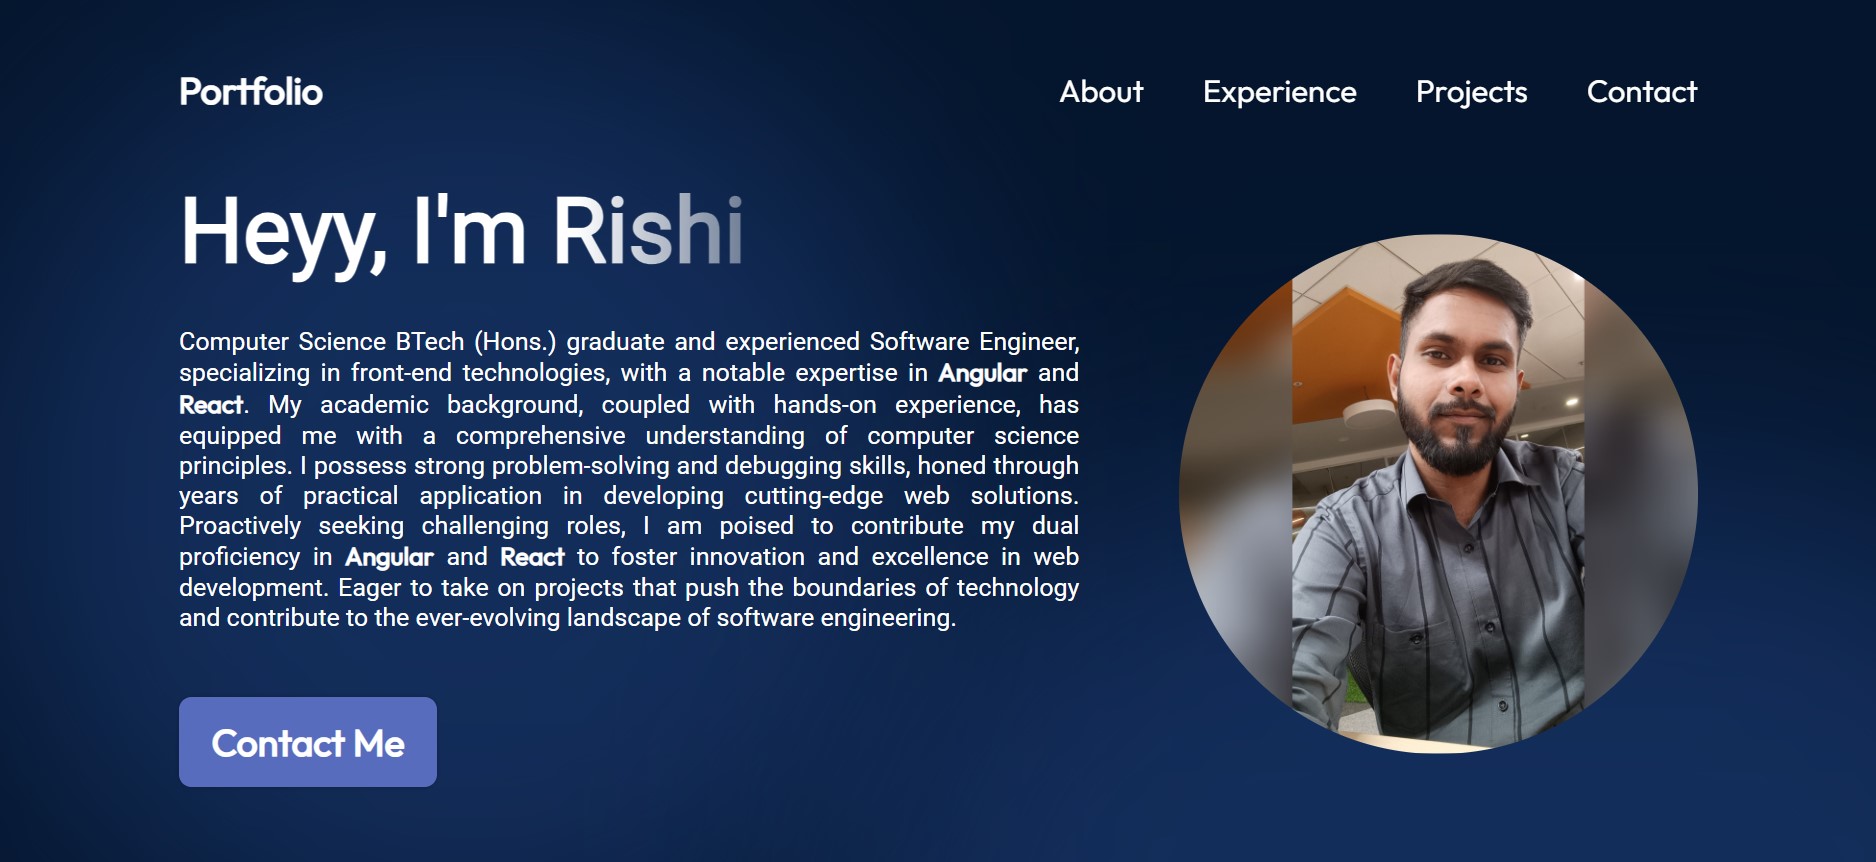 Portfolio
About Experience Projects Contact
Heyy, I'm Rishi
Computer Science BTech (Hons.) graduate and experienced Software Engineer,
specializing in front-end technologies, with a notable expertise in Angular and
React. My academic background, coupled with hands-on experience, has
equipped me with a comprehensive understanding of computer science
principles. I possess strong problem-solving and debugging skills, honed through
years of practical application in developing cutting-edge web solutions.
Proactively seeking challenging roles, I am poised to contribute my dual
proficiency in Angular and React to foster innovation and excellence in web
development. Eager to take on projects that push the boundaries of technology
and contribute to the ever-evolving landscape of software engineering.
Contact Me